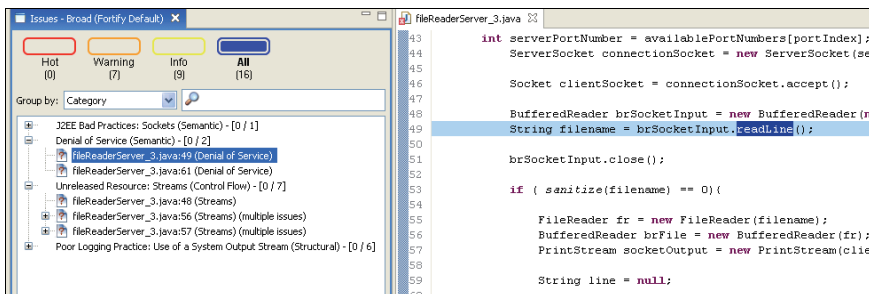 Issues - Broad (Fortify Default)
Hot
(0)
Warning
(7)
Info
(9)
All
(16)
Group by: Category
J2EE Bad Practices: Sockets (Semantic) - [0 / 1]
Denial of Service (Semantic) - [0 / 2]
fileReaderServer_3.java:49 (Denial of Service)
fileReaderServer_3.java:61 (Denial of Service)
Unreleased Resource: Streams (Control Flow) - [0 / 7]
fileReaderServer_3.java:48 (Streams)
fileReaderServer_3.java:56 (Streams) (multiple issues)
fileReaderServer_3.java:57 (Streams) (multiple issues)
Poor Logging Practice: Use of a System Output Stream (Structural) - [0 / 6]
fileReaderServer_3.java
43 int serverPortNumber = availablePortNumbers[portIndex];
44 ServerSocket connectionSocket = new ServerSocket(se
45
46 Socket clientSocket = connectionSocket.accept();
47
48 BufferedReader brSocketInput = new BufferedReader(n
49 String filename = brSocketInput.readLine();
50
51 brSocketInput.close();
52
53 if ( sanitize(filename) == 0){
54
55 FileReader fr = new FileReader(filename);
56 BufferedReader brFile = new BufferedReader(fr);
57 PrintStream socketOutput = new PrintStream(clie
58
59 String line = null;